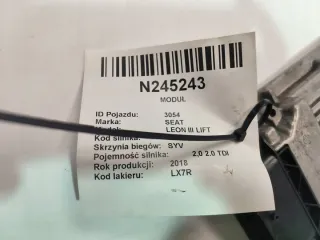 N245243
MODUŁ
ID Pojazdu: 3054
Marka: SEAT
Model: LEON III LIFT
Kod silnika:
Skrzynia biegów: SYV
Pojemność silnika: 2,0 2.0 TDI
Rok produkcji: 2018
Kod lakieru: LX7R